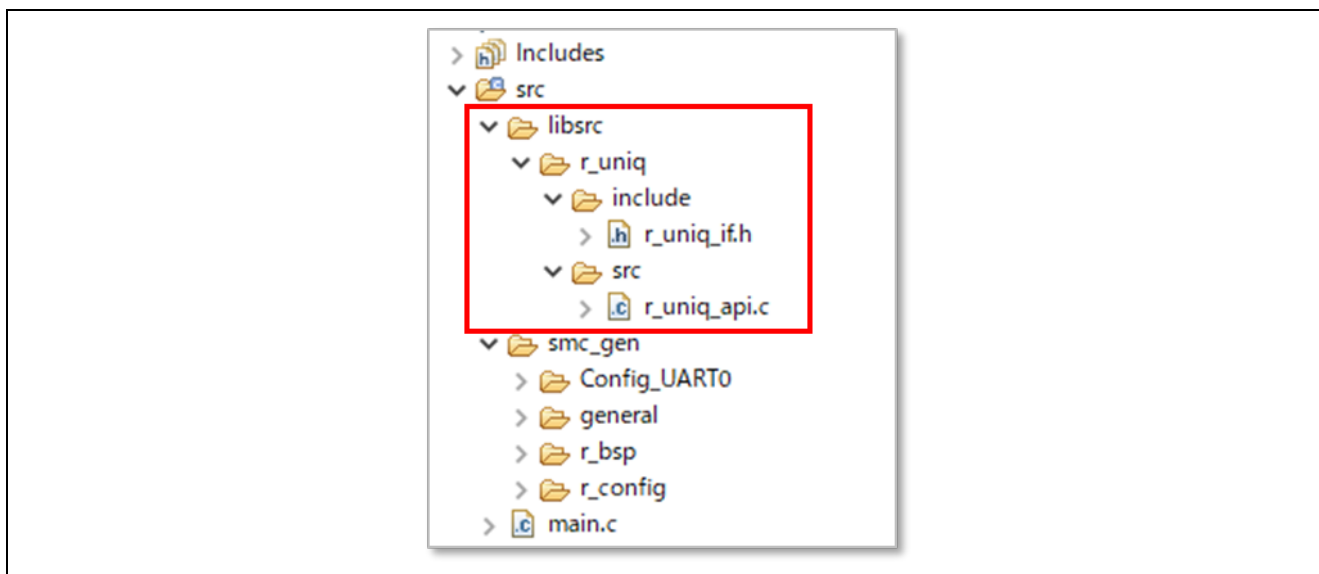 Includes
src
libsrc
r_uniq
include
r_uniq_if.h
src
r_uniq_api.c
smc_gen
Config_UART0
general
r_bsp
r_config
main.c